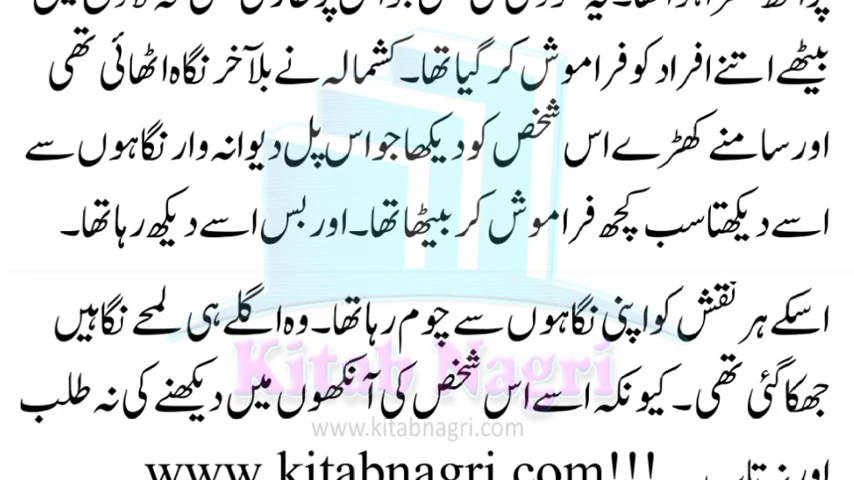 بیٹھے اتنے افراد کو فراموش کر گیا تھا۔ کشمالہ نے بلآخر نگاہ اٹھائی تھی
اور سامنے کھڑے اس شخص کو دیکھا جو اس پل دیوانہ وار نگاہوں سے
اسے دیکھتا سب کچھ فراموش کر بیٹھا تھا۔ اور بس اسے دیکھ رہا تھا۔
اسکے ہر نقش کو اپنی نگاہوں سے چوم رہا تھا۔ وہ اگلے ہی لمحے نگاہیں
Kitab Nagri
جھکا گئی تھی۔ کیونکہ اسے اس شخص کی آنکھوں میں دیکھنے کی نہ طلب
www.kitabnagri.com
www.kitabnagri.com!!!